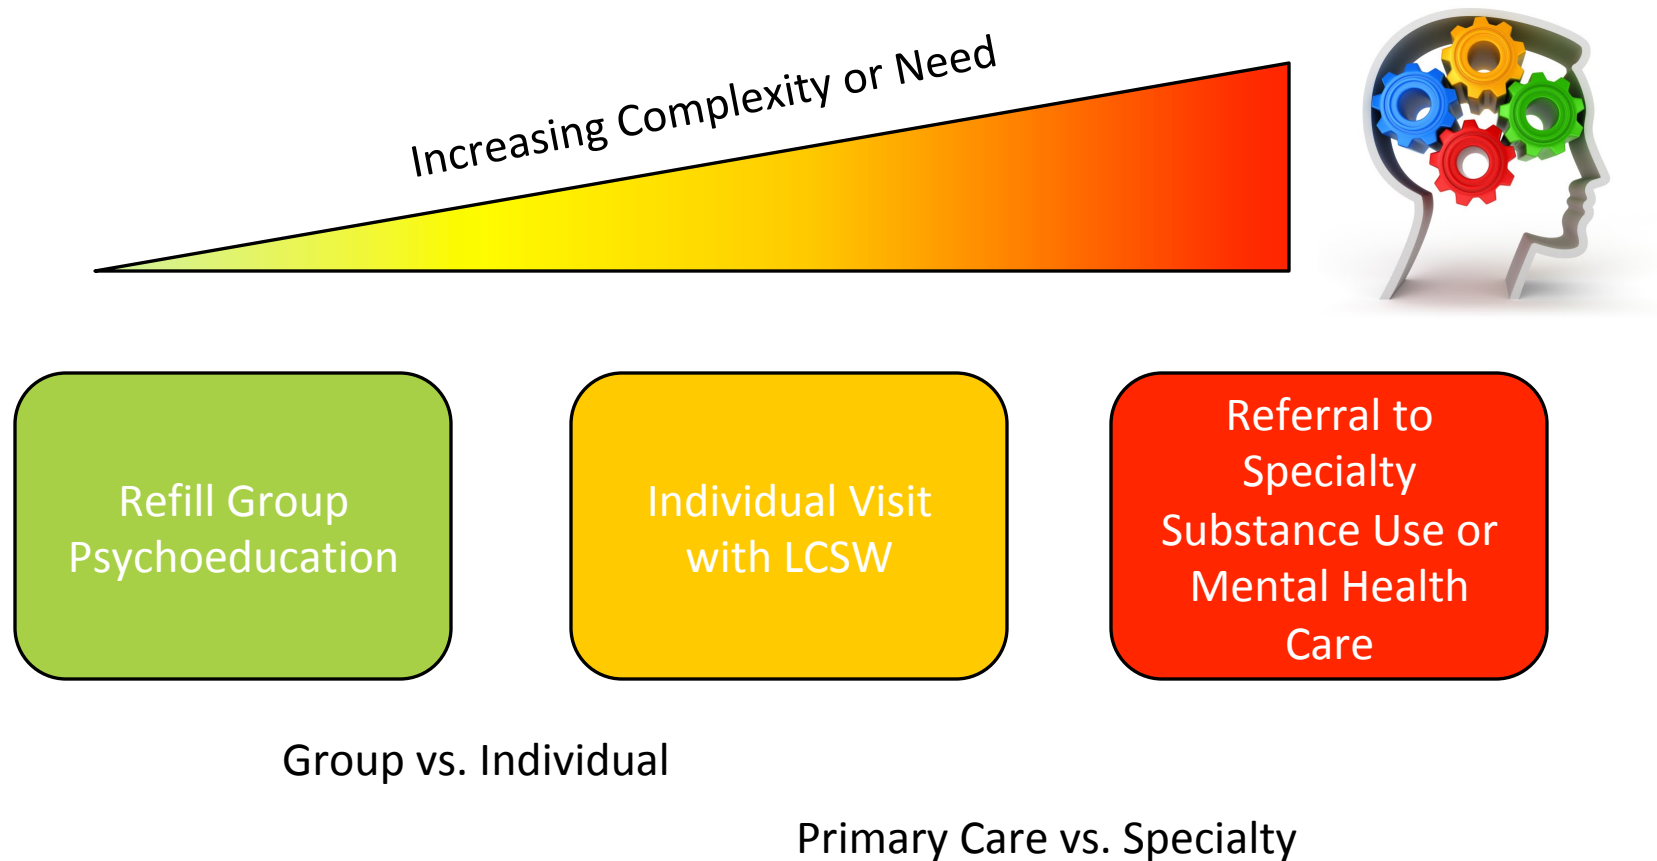 Increasing Complexity or Need
Refill Group
Psychoeducation
Individual Visit
with LCSW
Referral to
Specialty
Substance Use or
Mental Health
Care
Group vs. Individual
Primary Care vs. Specialty